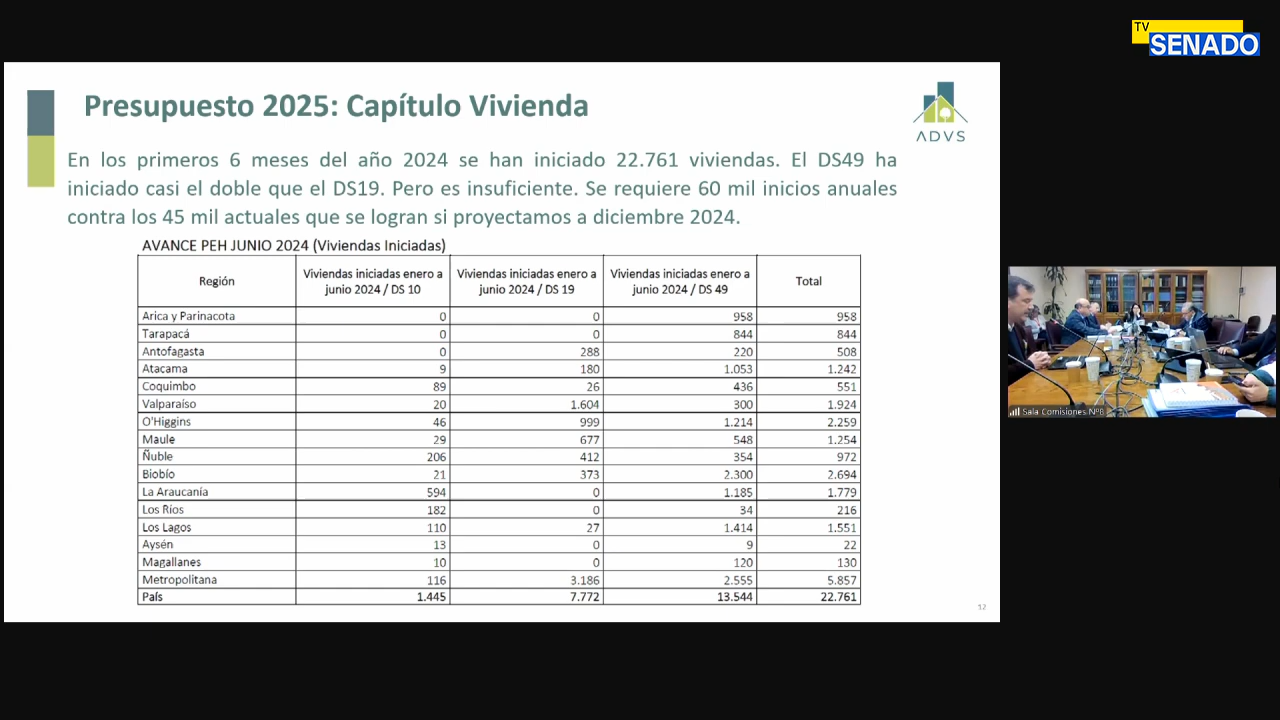 TV
SENADO
Presupuesto 2025: Capítulo Vivienda
ADVS
En los primeros 6 meses del año 2024 se han iniciado 22.761 viviendas. El DS49 ha
iniciado casi el doble que el DS19. Pero es insuficiente. Se requiere 60 mil inicios anuales
contra los 45 mil actuales que se logran si proyectamos a diciembre 2024.
AVANCE PEH JUNIO 2024 (Viviendas Iniciadas)
Región Viviendas iniciadas enero a junio 2024 / DS 10 Viviendas iniciadas enero a junio 2024 / DS 19 Viviendas iniciadas enero a junio 2024 / DS 49 Total
Arica y Parinacota 0 0 958 958
Tarapacá 0 0 844 844
Antofagasta 0 288 220 508
Atacama 9 180 1.053 1.242
Coquimbo 89 26 436 551
Valparaíso 20 1.604 300 1.924
O'Higgins 46 999 1.214 2.259
Maule 29 677 548 1.254
Ñuble 206 412 354 972
Biobío 21 373 2.300 2.694
La Araucanía 594 0 1.185 1.779
Los Ríos 182 0 34 216
Los Lagos 110 27 1.414 1.551
Aysén 13 0 9 22
Magallanes 10 0 120 130
Metropolitana 116 3.186 2.555 5.857
País 1.445 7.772 13.544 22.761
12
Sala Comisiones Nº8